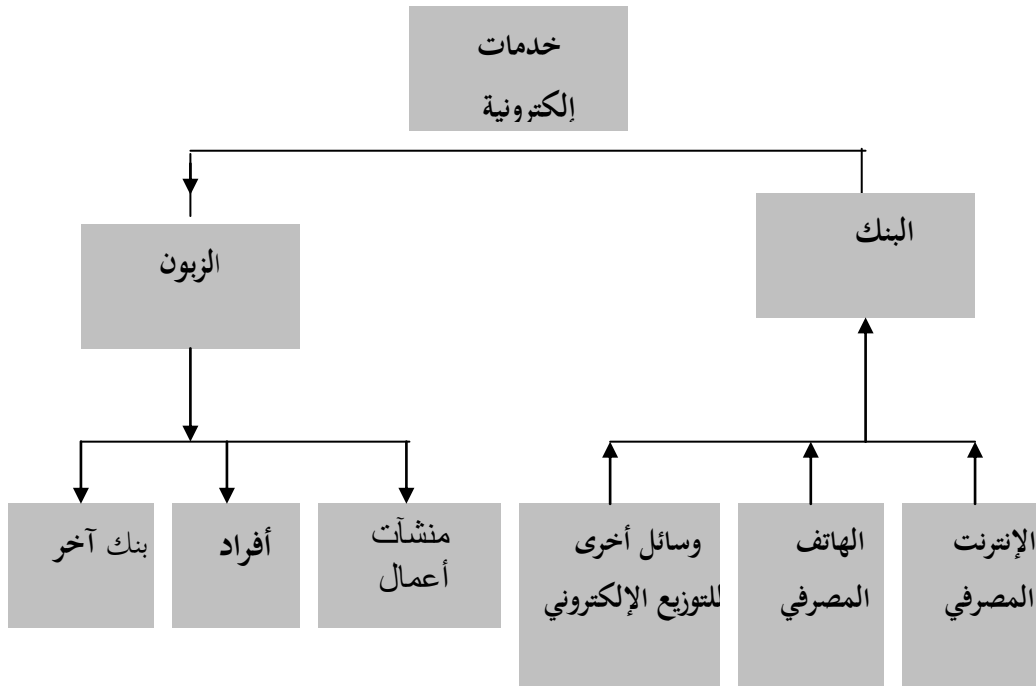 خدمات
إلكترونية
البنك
الزبون
الإنترنت
المصرفي
الهاتف
المصرفي
وسائل أخرى
للتوزيع الإلكتروني
منشآت
أعمال
أفراد
بنك آخر